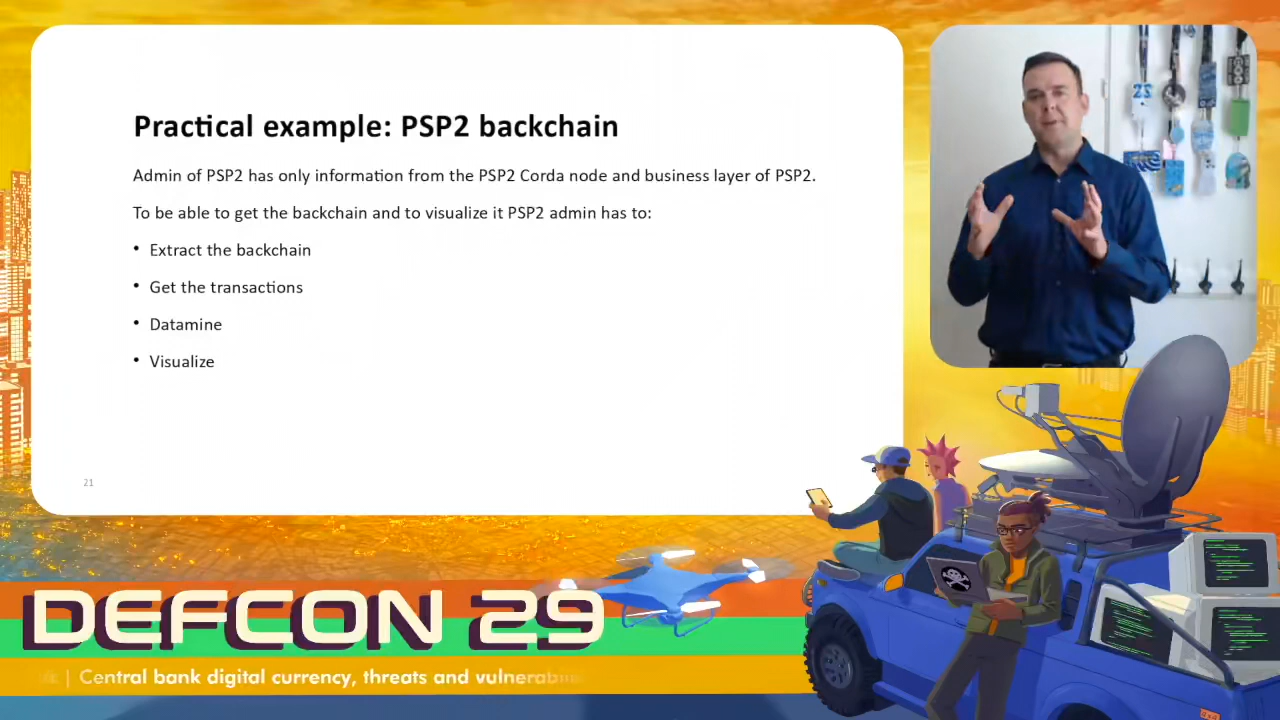 Practical example: PSP2 backchain
Admin of PSP2 has only information from the PSP2 Corda node and business layer of PSP2.
To be able to get the backchain and to visualize it PSP2 admin has to:
• Extract the backchain
• Get the transactions
• Datamine
• Visualize
21
DEFCON 29
| Central bank digital currency, threats and vulnerab